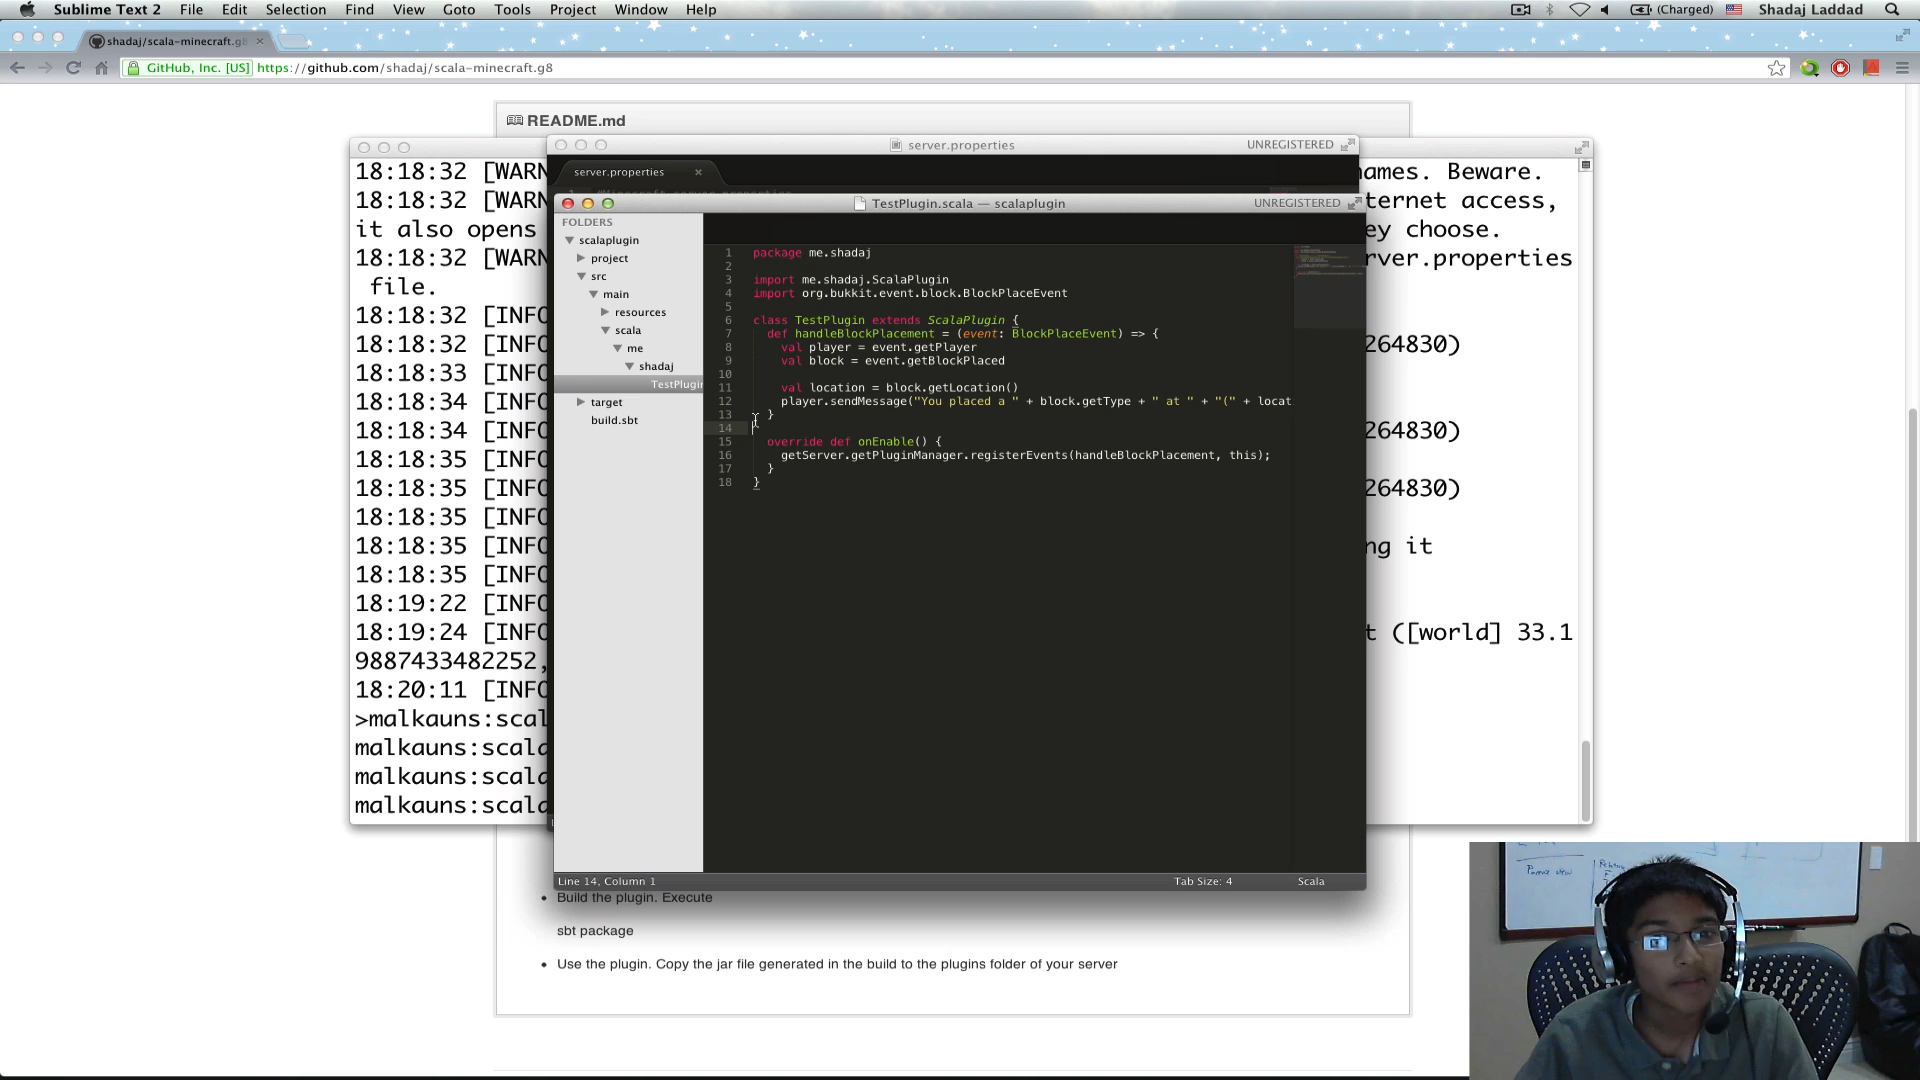 Sublime Text 2 File Edit Selection Find View Goto Tools Project Window Help
(Charged) Shadaj Laddad
shadaj/scala-minecraft.g8
GitHub, Inc. [US] https://github.com/shadaj/scala-minecraft.g8
README.md
server.properties UNREGISTERED
server.properties
TestPlugin.scala — scalaplugin UNREGISTERED
FOLDERS
scalaplugin
project
src
main
resources
scala
me
shadaj
TestPlugin
target
build.sbt
1 package me.shadaj
2
3 import me.shadaj.ScalaPlugin
4 import org.bukkit.event.block.BlockPlaceEvent
5
6 class TestPlugin extends ScalaPlugin {
7 def handleBlockPlacement = (event: BlockPlaceEvent) => {
8 val player = event.getPlayer
9 val block = event.getBlockPlaced
10
11 val location = block.getLocation()
12 player.sendMessage("You placed a " + block.getType + " at " + "(" + locat
13 }
14
15 override def onEnable() {
16 getServer.getPluginManager.registerEvents(handleBlockPlacement, this);
17 }
18 }
Line 14, Column 1 Tab Size: 4 Scala
18:18:32 [WARN ames. Beware.
18:18:32 [WARN ternet access,
it also opens ey choose.
18:18:32 [WARN rver.properties
file.
18:18:32 [INFO
18:18:32 [INFO 264830)
18:18:33 [INFO
18:18:34 [INFO
18:18:34 [INFO 264830)
18:18:35 [INFO
18:18:35 [INFO 264830)
18:18:35 [INFO
18:18:35 [INFO ng it
18:18:35 [INFO
18:19:22 [INFO
18:19:24 [INFO t ([world] 33.1
9887433482252,
18:20:11 [INFO
>malkauns:scal
malkauns:scala
malkauns:scala
malkauns:scala
Build the plugin. Execute
sbt package
Use the plugin. Copy the jar file generated in the build to the plugins folder of your server